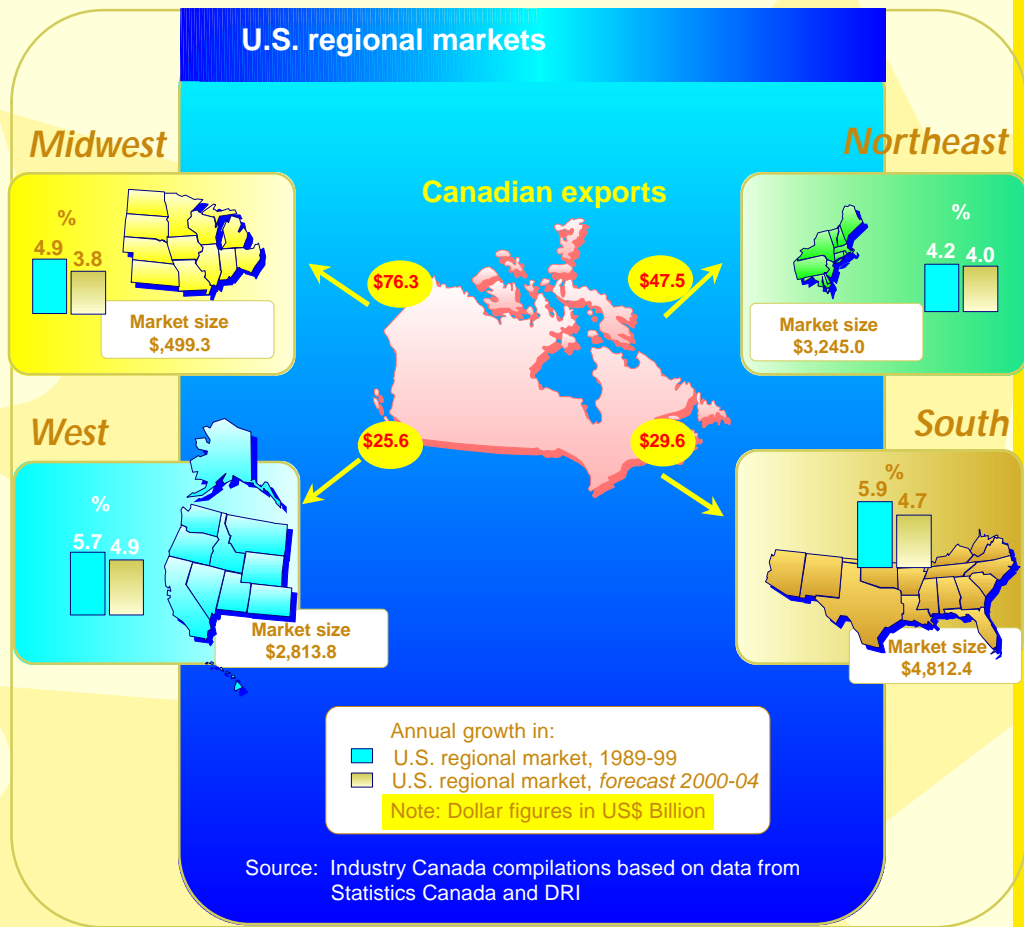 U.S. regional markets
Midwest
%
4.9 3.8
Market size
$,499.3
Northeast
%
4.2 4.0
Market size
$3,245.0
Canadian exports
$76.3
$47.5
$25.6
$29.6
West
%
5.7 4.9
Market size
$2,813.8
South
%
5.9 4.7
Market size
$4,812.4
Annual growth in:
U.S. regional market, 1989-99
U.S. regional market, forecast 2000-04
Note: Dollar figures in US$ Billion
Source: Industry Canada compilations based on data from
Statistics Canada and DRI